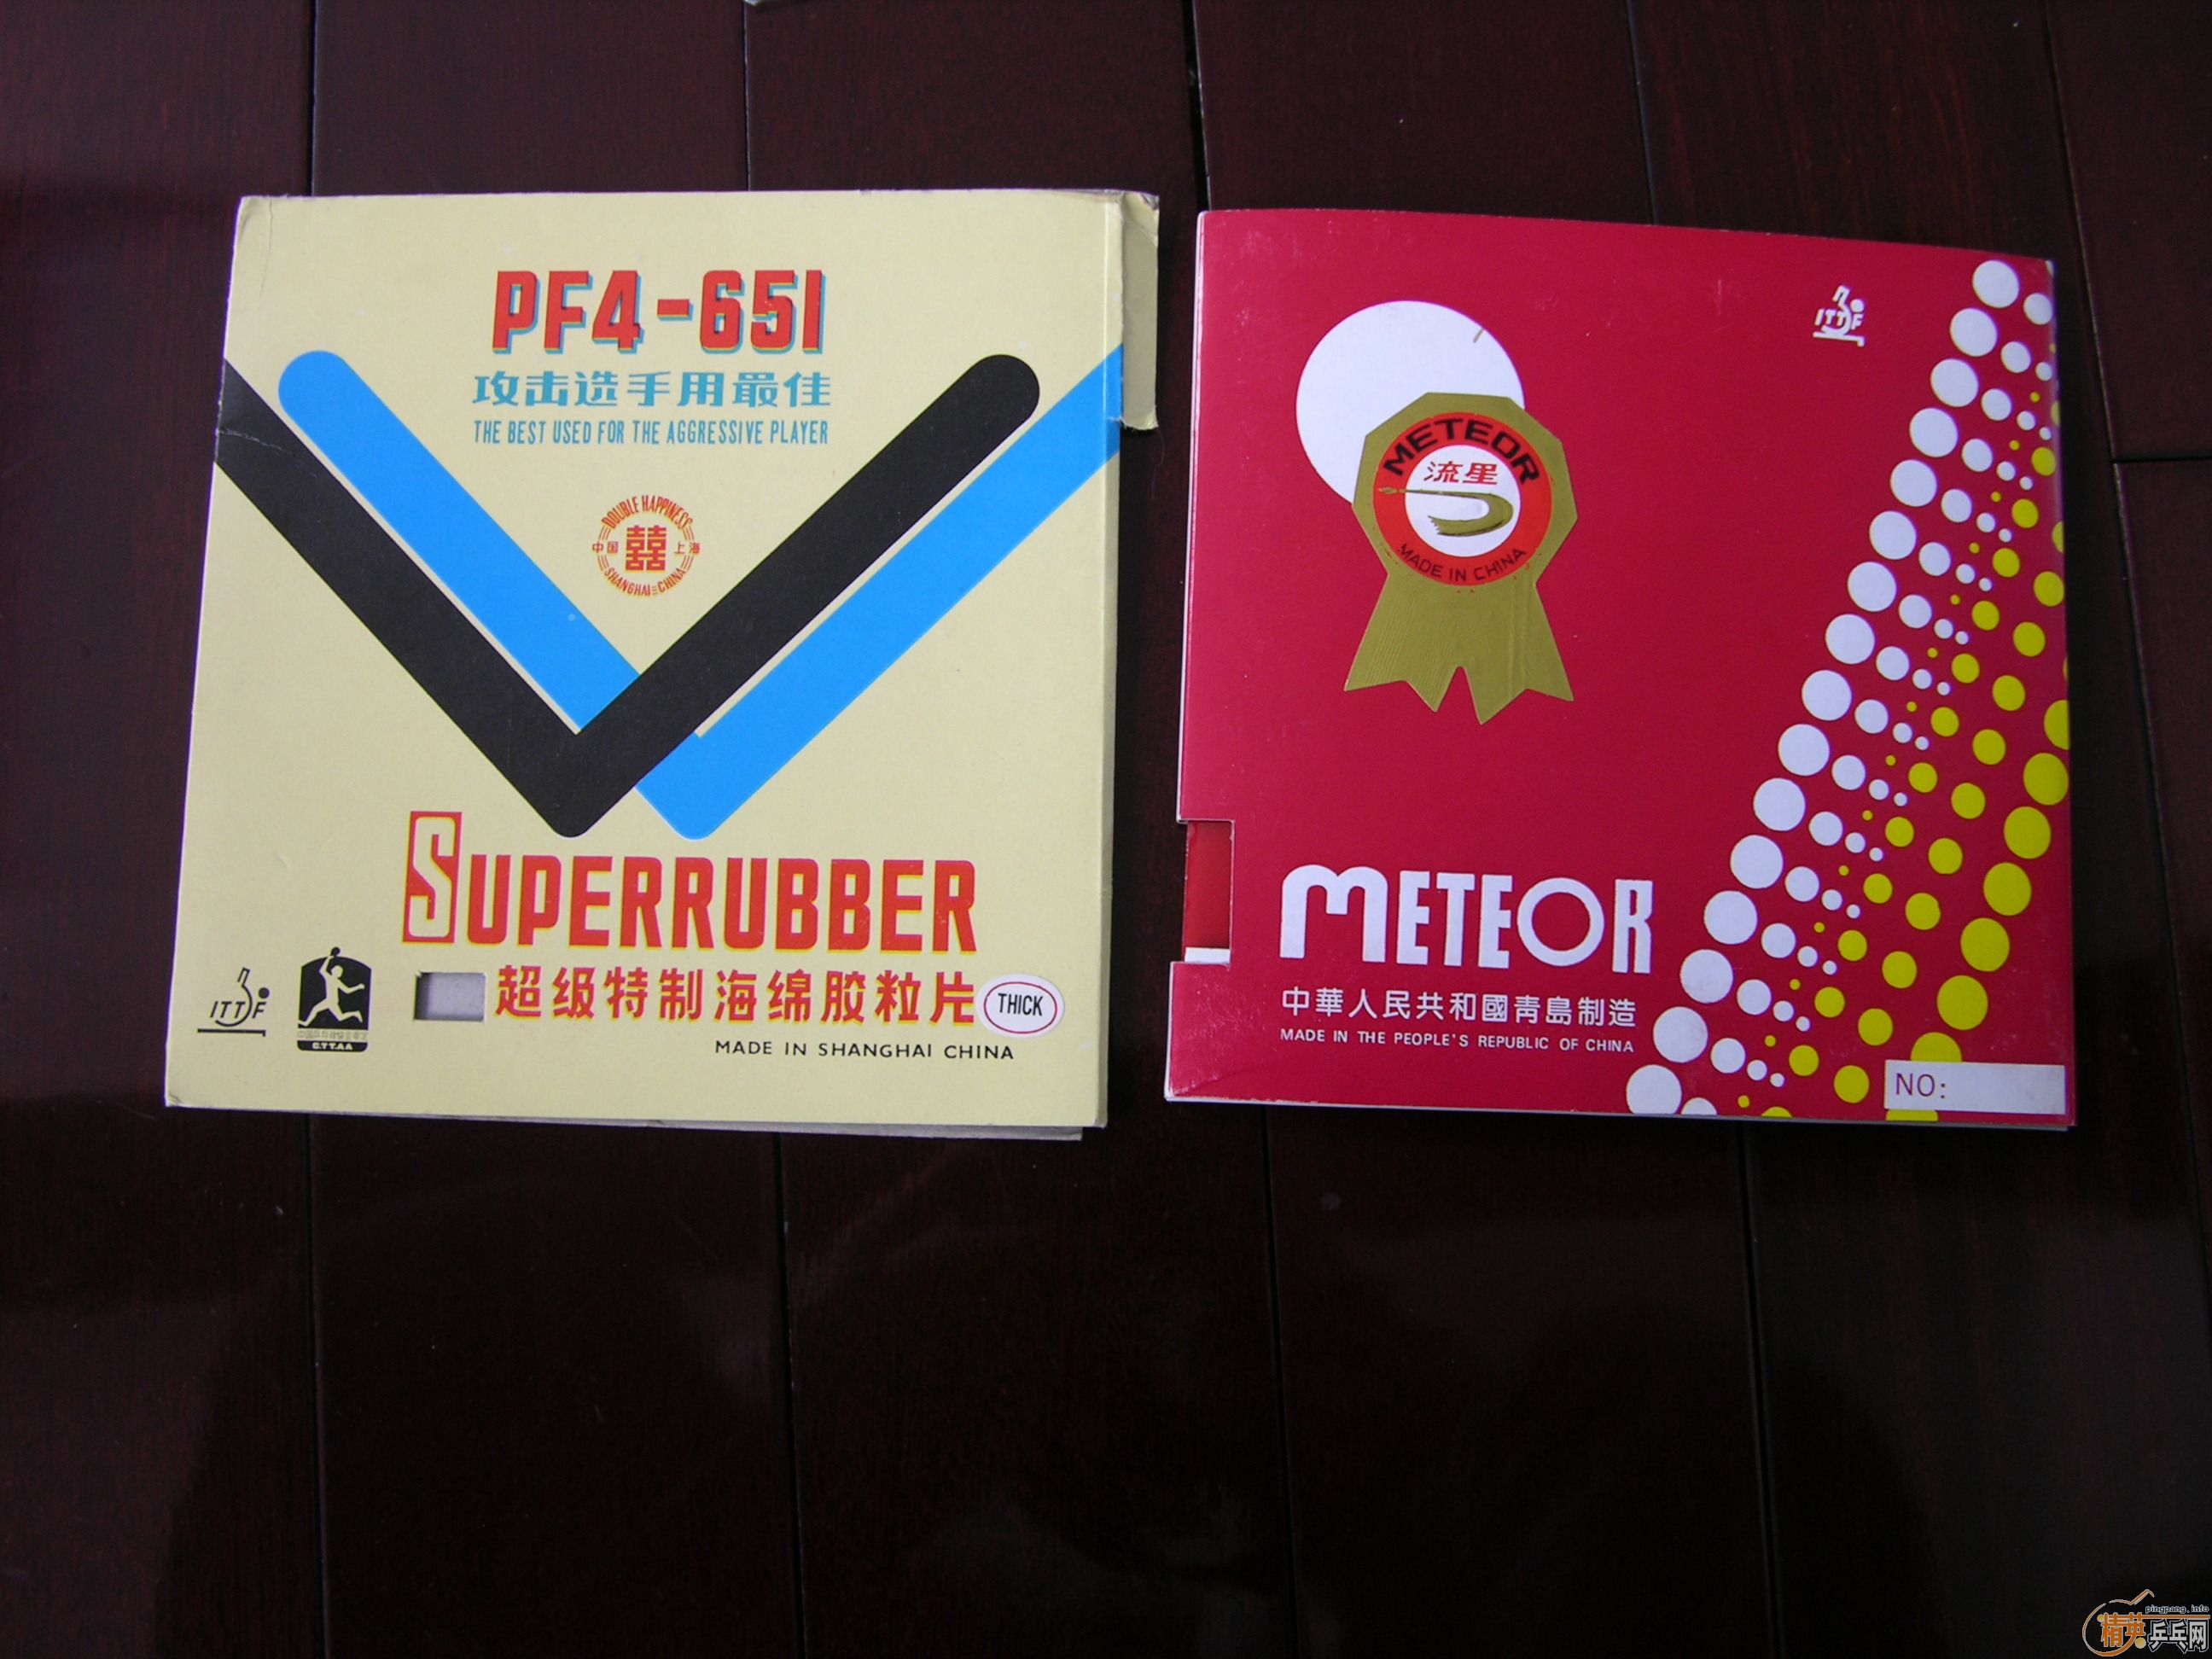 PF4-651
攻击选手用最佳
THE BEST USED FOR THE AGGRESSIVE PLAYER
DOUBLE HAPPINESS
中国 囍 上海
SHANGHAI-CHINA
SUPERRUBBER
超级特制海绵胶粒片
THICK
MADE IN SHANGHAI CHINA
ITTF
C.T.T.A.A
ITTF
METEOR
流星
MADE IN CHINA
METEOR
中華人民共和國青島制造
MADE IN THE PEOPLE'S REPUBLIC OF CHINA
NO:
pingpang.info
精英乒乓网